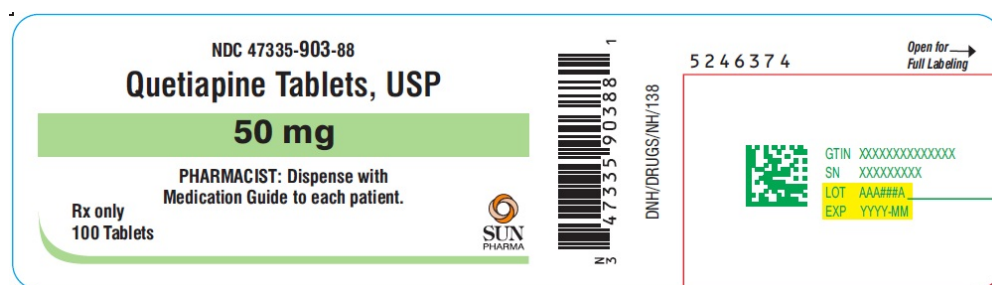 NDC 47335-903-88
Quetiapine Tablets, USP
50 mg
PHARMACIST: Dispense with
Medication Guide to each patient.
Rx only
100 Tablets
SUN
PHARMA
N
3
47335 90388
1
DNH/DRUGS/NH/138
5246374
Open for
Full Labeling
GTIN XXXXXXXXXXXXXX
SN XXXXXXXXX
LOT AAA###A
EXP YYYY-MM